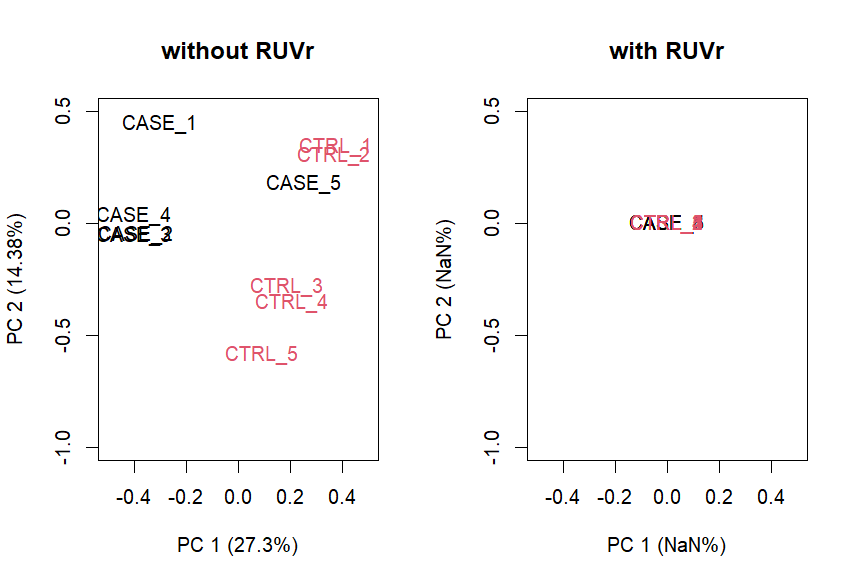 without RUVr
with RUVr
0.5
0.0
-0.5
-1.0
PC 2 (14.38%)
CASE_1
CTRL_1
CTRL_2
CASE_5
CASE_4
CTRL_3
CTRL_4
CTRL_5
-0.4 -0.2 0.0 0.2 0.4
PC 1 (27.3%)
0.5
0.0
-0.5
-1.0
PC 2 (NaN%)
-0.4 -0.2 0.0 0.2 0.4
PC 1 (NaN%)